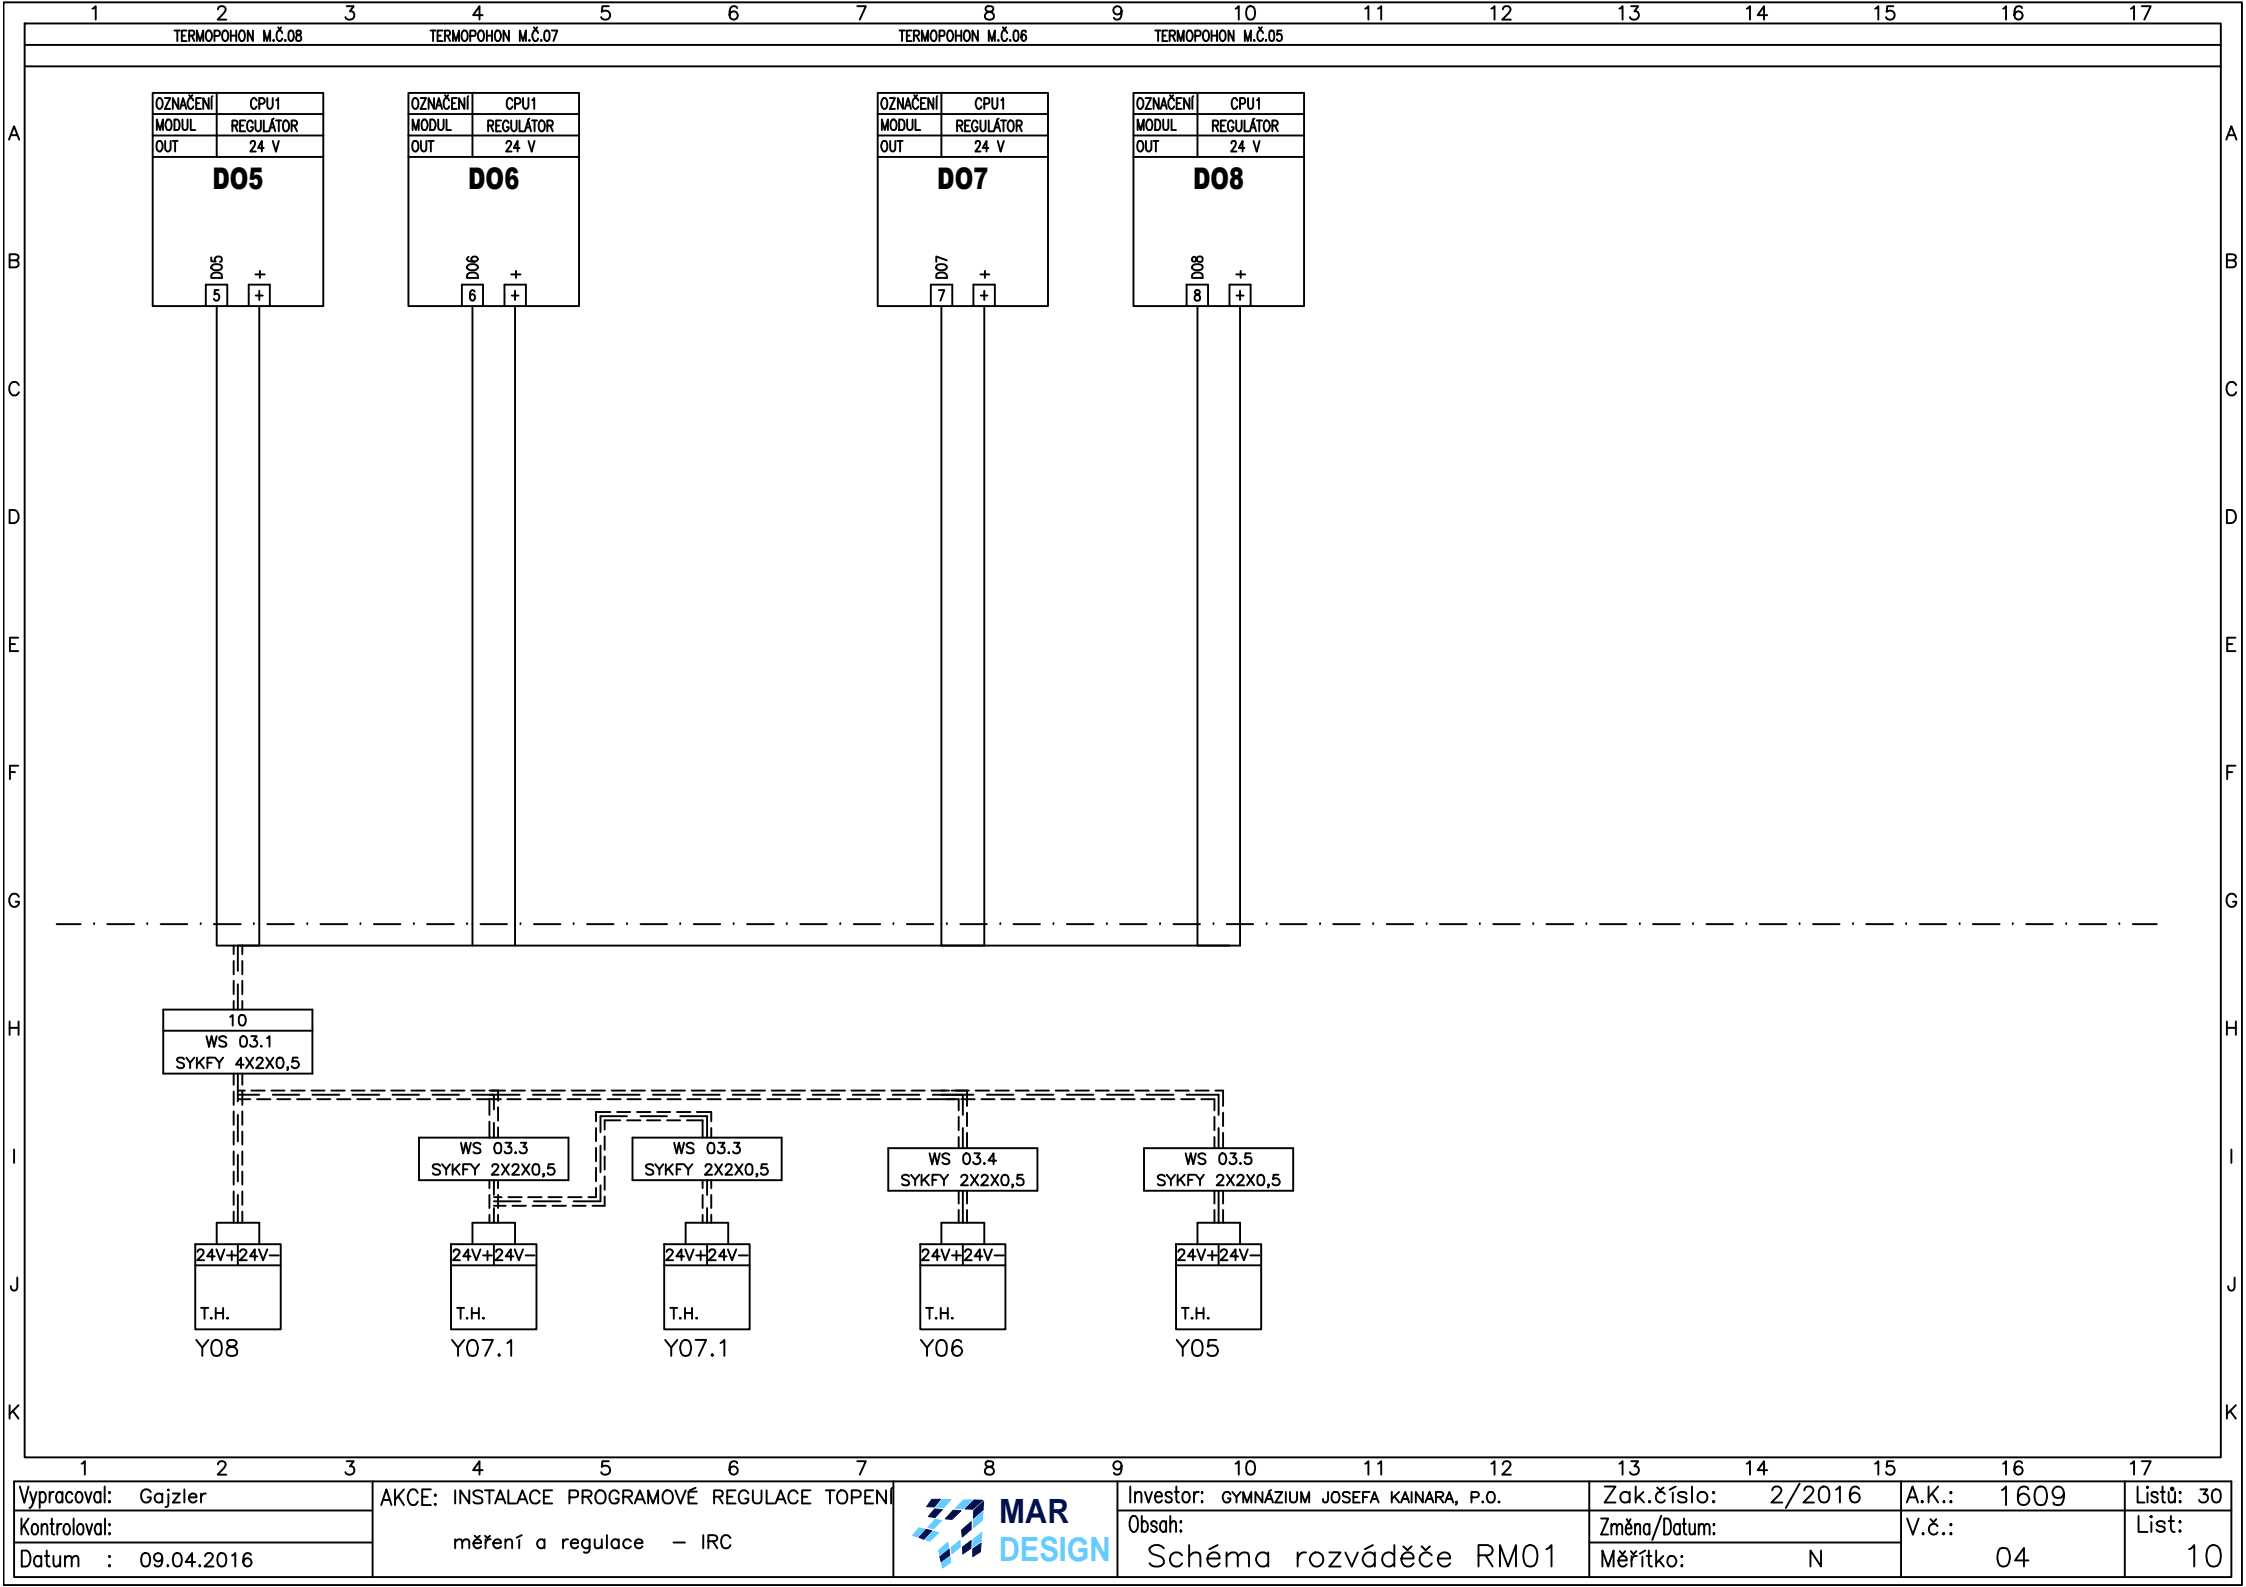 1 2 3 4 5 6 7 8 9 10 11 12 13 14 15 16 17
TERMOPOHON M.Č.08 TERMOPOHON M.Č.07 TERMOPOHON M.Č.06 TERMOPOHON M.Č.05
OZNAČENÍ CPU1 OZNAČENÍ CPU1 OZNAČENÍ CPU1 OZNAČENÍ CPU1
A MODUL REGULÁTOR MODUL REGULÁTOR MODUL REGULÁTOR MODUL REGULÁTOR A
OUT 24 V OUT 24 V OUT 24 V OUT 24 V
DO5 DO6 DO7 DO8
B DO5 + DO6 + DO7 + DO8 + B
5 + 6 + 7 + 8 +
C C
D D
E E
F F
G G
10
H H
WS 03.1
SYKFY 4X2X0,5
WS 03.3 WS 03.3 WS 03.4 WS 03.5
I SYKFY 2X2X0,5 SYKFY 2X2X0,5 SYKFY 2X2X0,5 SYKFY 2X2X0,5 I
24V+ 24V- 24V+ 24V- 24V+ 24V- 24V+ 24V- 24V+ 24V-
J J
T.H. T.H. T.H. T.H. T.H.
Y08 Y07.1 Y07.1 Y06 Y05
K K
1 2 3 4 5 6 7 8 9 10 11 12 13 14 15 16 17
Vypracoval: Gajzler
Kontroloval:
Datum : 09.04.2016
AKCE: INSTALACE PROGRAMOVÉ REGULACE TOPENÍ
měření a regulace – IRC
MAR
DESIGN
Investor: GYMNÁZIUM JOSEFA KAINARA, P.O.
Obsah:
Schéma rozváděče RM01
Zak.číslo: 2/2016
Změna/Datum:
Měřítko: N
A.K.: 1609
V.č.:
04
Listů: 30
List:
10